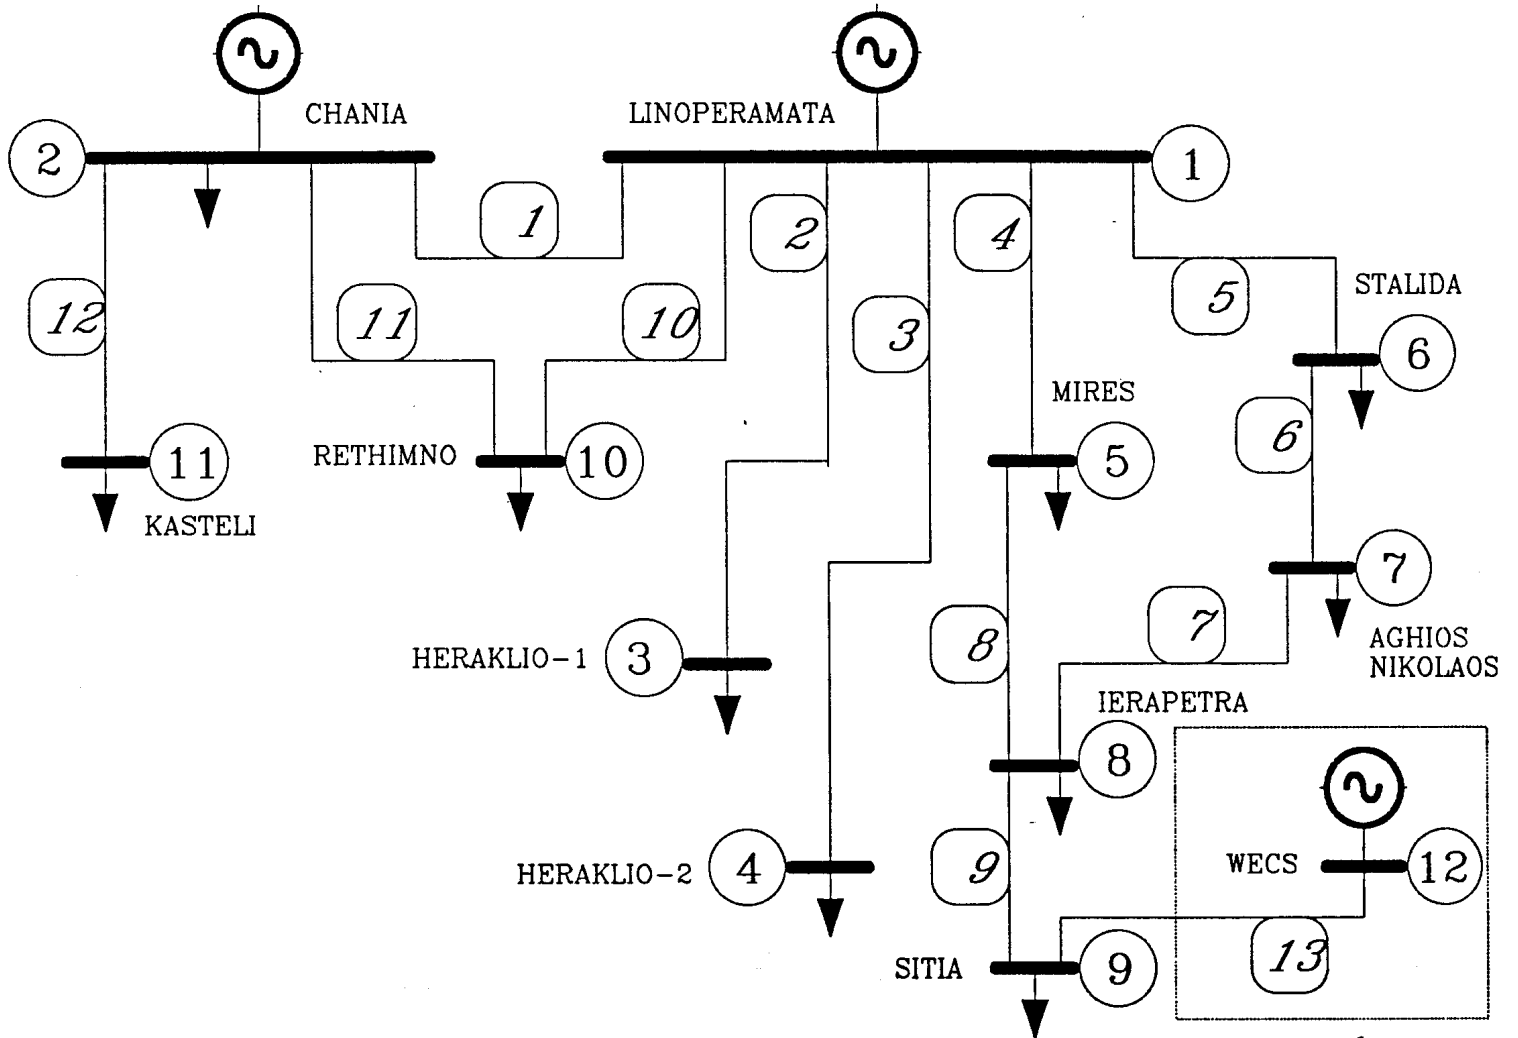 CHANIA
LINOPERAMATA
2
1
1
2
4
5
STALIDA
12
11
10
3
6
MIRES
6
RETHIMNO
10
11
5
KASTELI
7
AGHIOS
NIKOLAOS
7
8
HERAKLIO-1
3
IERAPETRA
8
HERAKLIO-2
4
9
WECS
12
SITIA
9
13